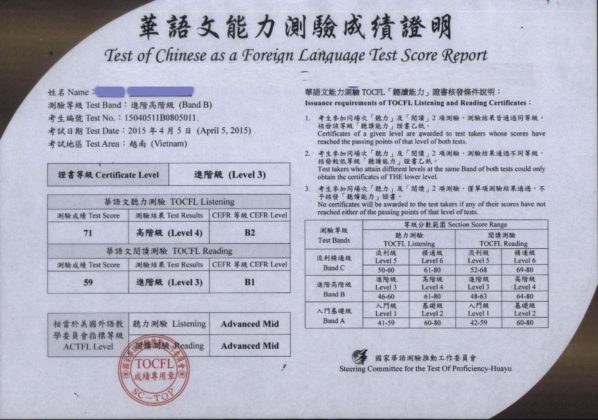 華語文能力測驗成績證明
Test of Chinese as a Foreign Language Test Score Report
姓名 Name:
測驗等級 Test Band: 進階高階級 (Band B)
考生編號 Test No.: 15040511B0805011
考試日期 Test Date: 2015 年 4 月 5 日 (April 5, 2015)
考試地區 Test Area: 越南 (Vietnam)
證書等級 Certificate Level 進階級 (Level 3)
華語文聽力測驗 TOCFL Listening
測驗成績 Test Score 測驗結果 Test Results CEFR 等級 CEFR Level
71 高階級 (Level 4) B2
華語文閱讀測驗 TOCFL Reading
測驗成績 Test Score 測驗結果 Test Results CEFR 等級 CEFR Level
59 進階級 (Level 3) B1
相當於美國外語教
學委員會指標等級
ACTFL Level
聽力測驗 Listening Advanced Mid
閱讀測驗 Reading Advanced Mid
TOCFL
成績專用章
SC-TOP
華語文能力測驗 TOCFL「聽讀能力」證書核發條件說明:
Issuance requirements of TOCFL Listening and Reading Certificates:
1. 考生參加同場次「聽力」及「閱讀」2 項測驗,測驗結果皆通過同等級,
核發該等級「聽讀能力」證書乙紙。
Certificates of a given level are awarded to test takers whose scores have
reached the passing points of that level of both tests.
2. 考生參加同場次「聽力」及「閱讀」2 項測驗,測驗結果通過不同等級,
核發較低等級「聽讀能力」證書乙紙。
Test takers who attain different levels at the same Band of both tests could only
obtain the certificates of THE lower level.
3. 考生參加同場次「聽力」及「閱讀」2 項測驗,僅單項測驗結果通過,不
予核發「聽讀能力」證書。
No certificates will be awarded to the test takers if any of their scores have not
reached either of the passing points of that level of tests.
測驗等級
Test Bands
等級分數範圍 Section Score Range
聽力測驗
TOCFL Listening
閱讀測驗
TOCFL Reading
流利精通級
Band C
流利級
Level 5
精通級
Level 6
流利級
Level 5
精通級
Level 6
50-60 61-80 52-68 69-80
進階高階級
Band B
進階級
Level 3
高階級
Level 4
進階級
Level 3
高階級
Level 4
46-60 61-80 48-63 64-80
入門基礎級
Band A
入門級
Level 1
基礎級
Level 2
入門級
Level 1
基礎級
Level 2
41-59 60-80 42-59 60-80
國家華語測驗推動工作委員會
Steering Committee for the Test Of Proficiency-Huayu